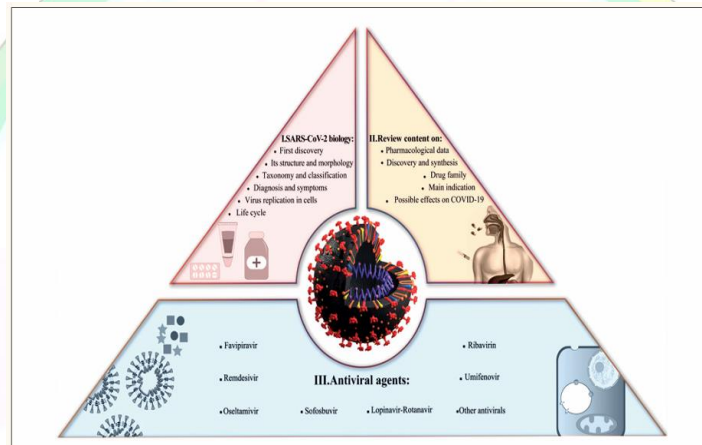 I.SARS-CoV-2 biology:
• First discovery
• Its structure and morphology
• Taxonomy and classification
• Diagnosis and symptoms
• Virus replication in cells
• Life cycle
II.Review content on:
• Pharmacological data
• Discovery and synthesis
• Drug family
• Main indication
• Possible effects on COVID-19
• Favipiravir
• Ribavirin
• Remdesivir
III.Antiviral agents:
• Umifenovir
•Oseltamivir
• Sofosbuvir
• Lopinavir-Rotanavir
•Other antivirals